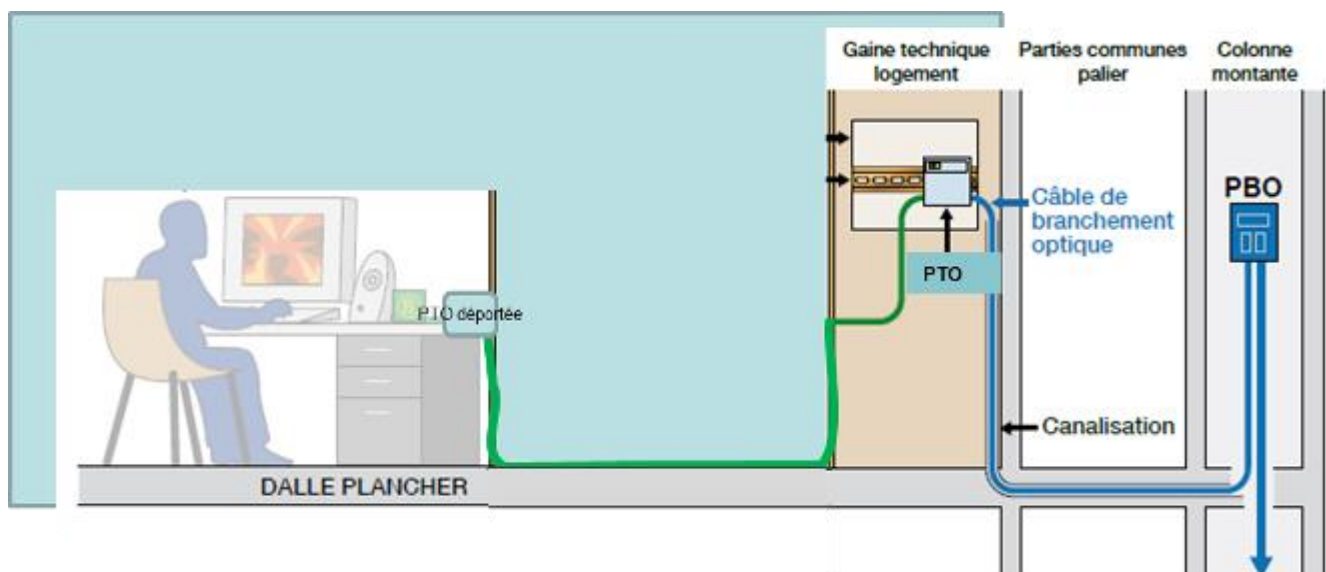 Gaine technique
logement
Parties communes
palier
Colonne
montante
PBO
Câble de
branchement
optique
PTO
PTO déportée
Canalisation
DALLE PLANCHER